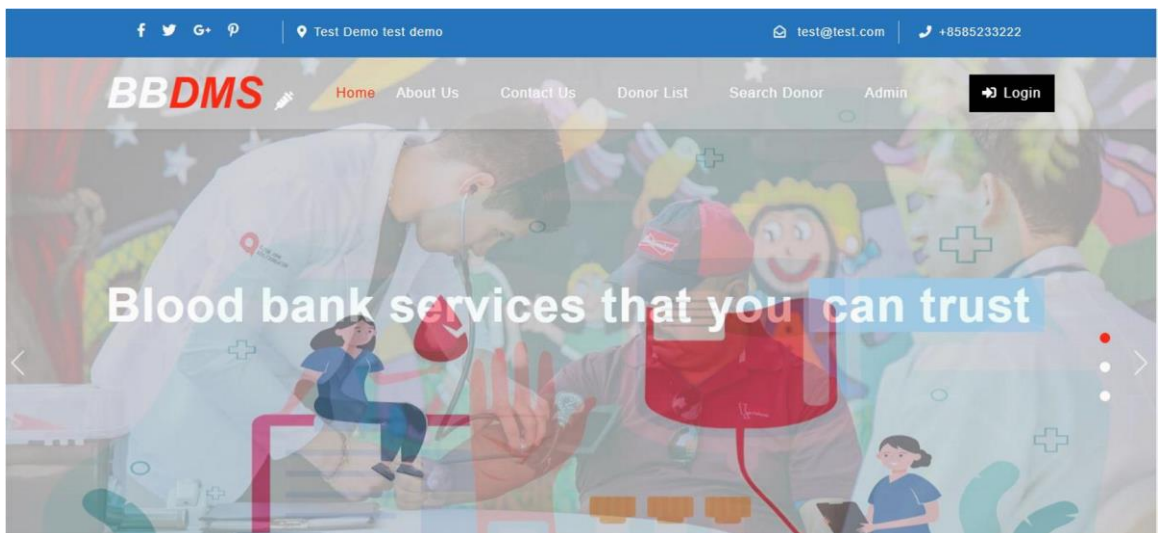 Test Demo test demo test@test.com +8585233222
BBDMS Home About Us Contact Us Donor List Search Donor Admin Login
Blood bank services that you can trust